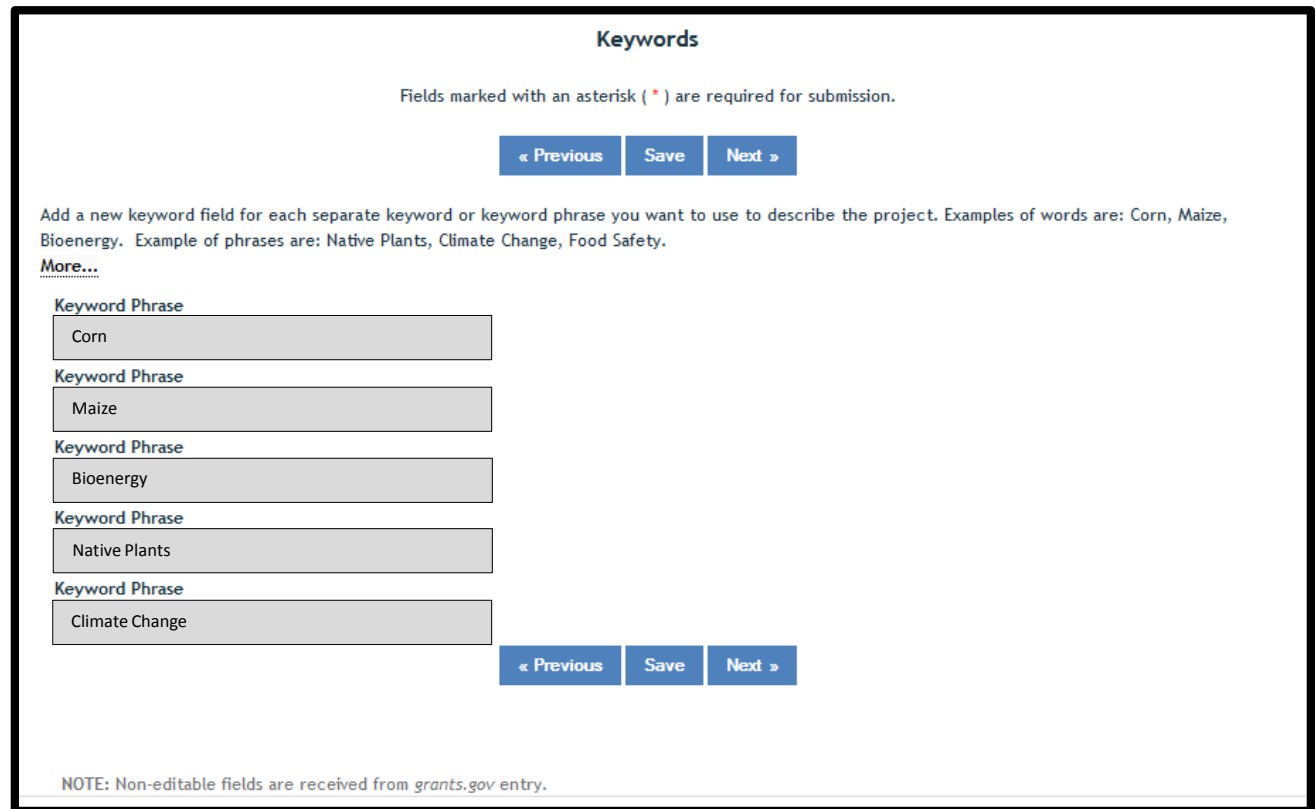 Keywords
Fields marked with an asterisk ( * ) are required for submission.
« Previous Save Next »
Add a new keyword field for each separate keyword or keyword phrase you want to use to describe the project. Examples of words are: Corn, Maize,
Bioenergy.  Example of phrases are: Native Plants, Climate Change, Food Safety.
More...
Keyword Phrase
Corn
Keyword Phrase
Maize
Keyword Phrase
Bioenergy
Keyword Phrase
Native Plants
Keyword Phrase
Climate Change
« Previous Save Next »
NOTE: Non-editable fields are received from grants.gov entry.